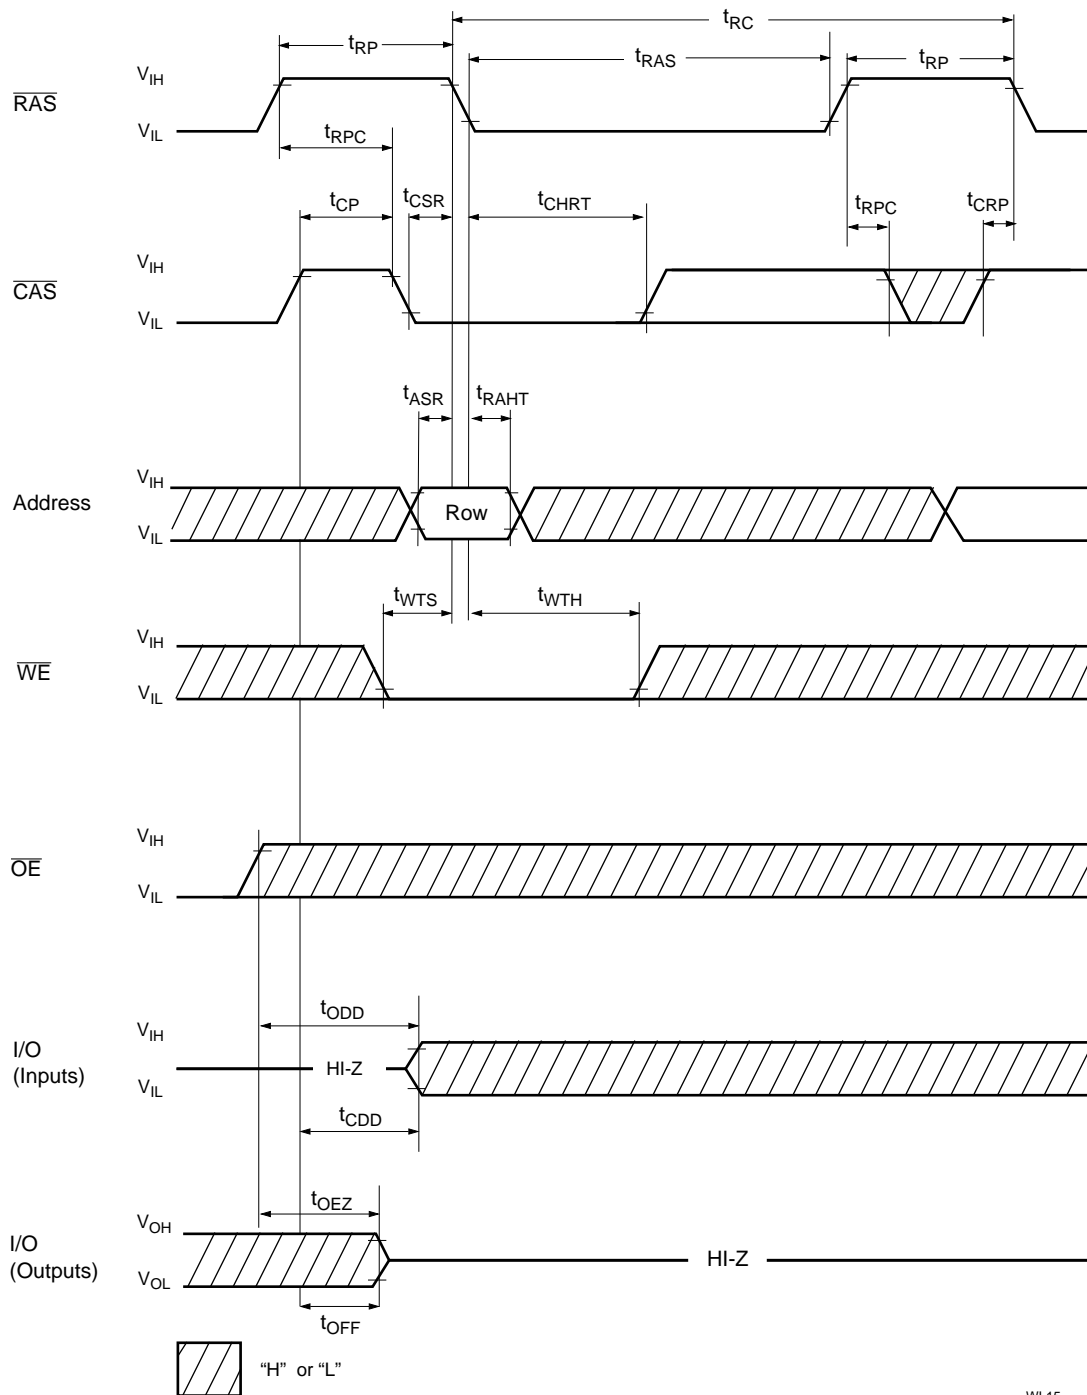 tRC
tRP
tRAS
tRP
RAS
VIH
VIL
tRPC
tCP
tCSR
tCHRT
tRPC
tCRP
CAS
VIH
VIL
tASR
tRAHT
Address
VIH
VIL
Row
tWTS
tWTH
WE
VIH
VIL
OE
VIH
VIL
tODD
I/O
(Inputs)
VIH
VIL
HI-Z
tCDD
tOEZ
I/O
(Outputs)
VOH
VOL
HI-Z
tOFF
“H” or “L”